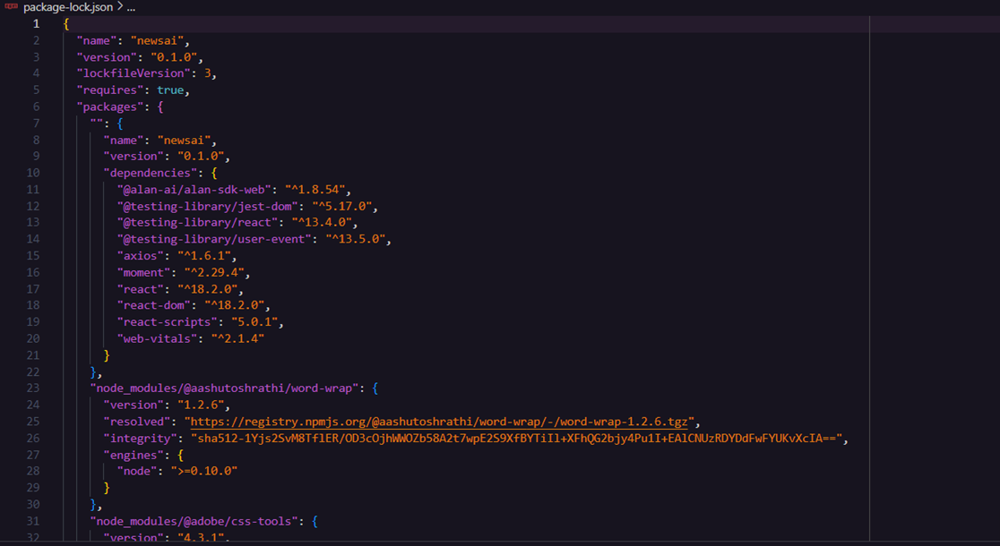 package-lock.json > ...
1 {
2 "name": "newsai",
3 "version": "0.1.0",
4 "lockfileVersion": 3,
5 "requires": true,
6 "packages": {
7 "": {
8 "name": "newsai",
9 "version": "0.1.0",
10 "dependencies": {
11 "@alan-ai/alan-sdk-web": "^1.8.54",
12 "@testing-library/jest-dom": "^5.17.0",
13 "@testing-library/react": "^13.4.0",
14 "@testing-library/user-event": "^13.5.0",
15 "axios": "^1.6.1",
16 "moment": "^2.29.4",
17 "react": "^18.2.0",
18 "react-dom": "^18.2.0",
19 "react-scripts": "5.0.1",
20 "web-vitals": "^2.1.4"
21 }
22 },
23 "node_modules/@aashutoshrathi/word-wrap": {
24 "version": "1.2.6",
25 "resolved": "https://registry.npmjs.org/@aashutoshrathi/word-wrap/-/word-wrap-1.2.6.tgz",
26 "integrity": "sha512-1Yjs2SvM8TflER/OD3cOjhWWOZb58A2t7wpE2S9XfBYTiIl+XFhQG2bjy4Pu1I+EAlCNUzRDYDdFwFYUKvXcIA==",
27 "engines": {
28 "node": ">=0.10.0"
29 }
30 },
31 "node_modules/@adobe/css-tools": {
32 "version": "4.3.1",